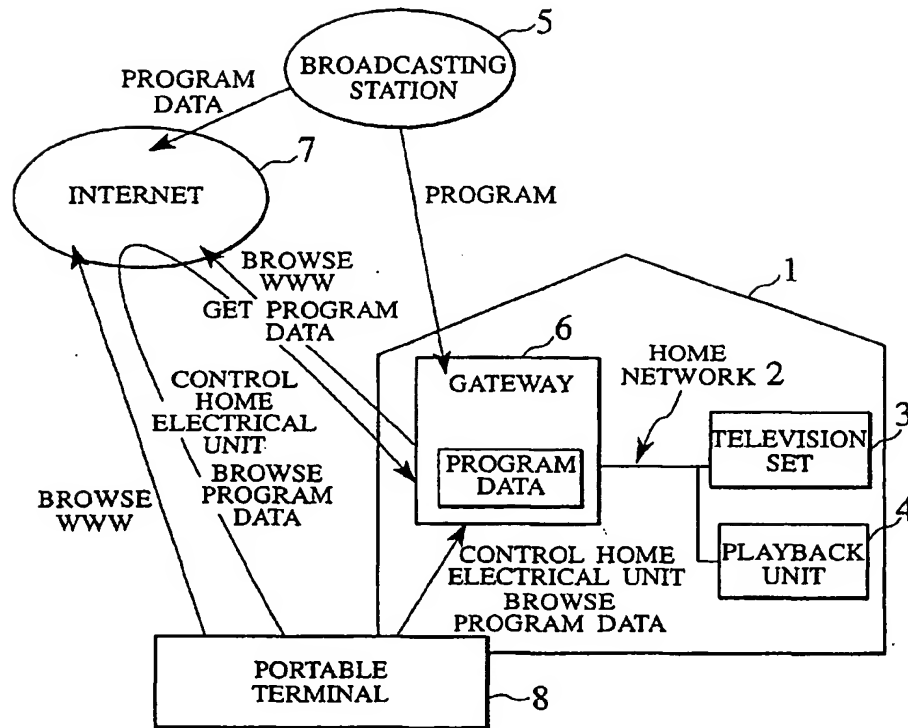 5
BROADCASTING
STATION
PROGRAM
DATA
7
INTERNET
PROGRAM
BROWSE
WWW
GET PROGRAM
DATA
1
6
GATEWAY
HOME
NETWORK 2
3
TELEVISION
SET
PROGRAM
DATA
CONTROL
HOME
ELECTRICAL
UNIT
BROWSE
PROGRAM
DATA
BROWSE
WWW
4
PLAYBACK
UNIT
CONTROL HOME
ELECTRICAL UNIT
BROWSE
PROGRAM DATA
PORTABLE
TERMINAL
8